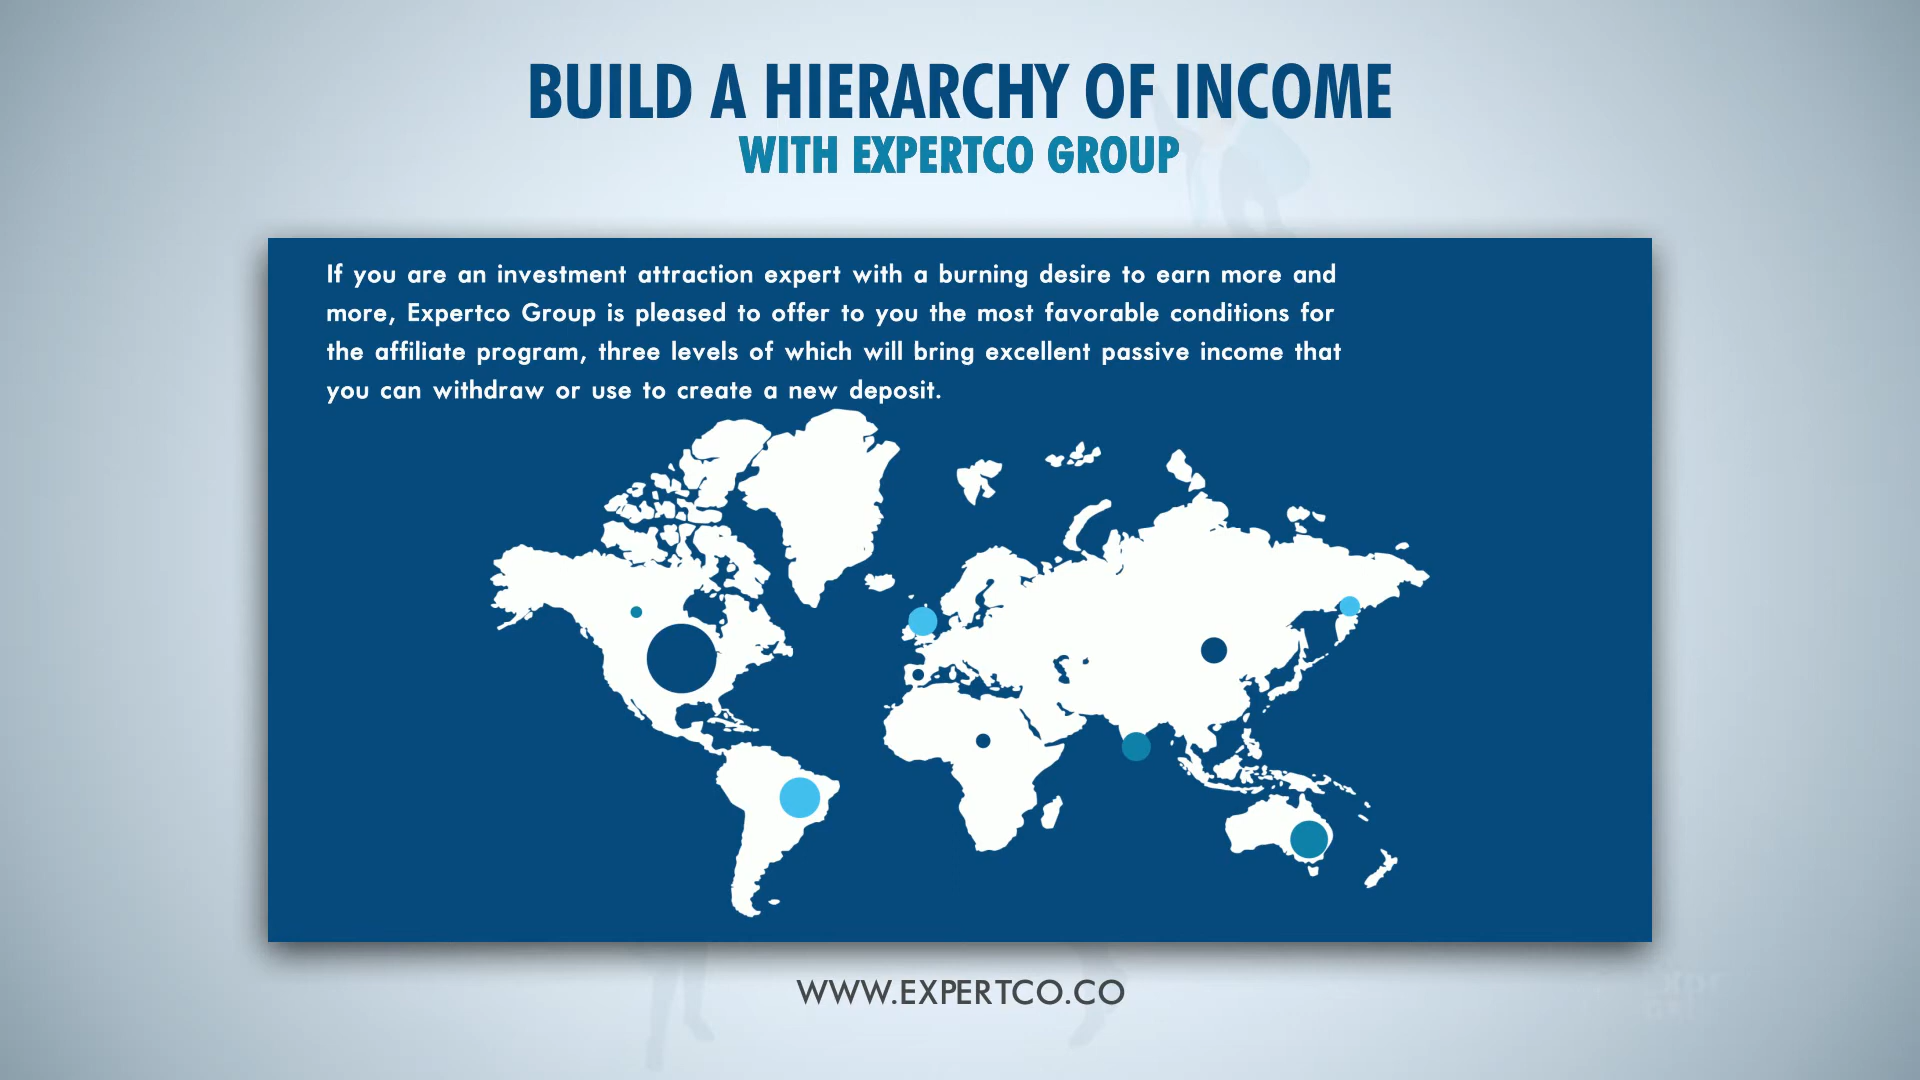 BUILD A HIERARCHY OF INCOME
WITH EXPERTCO GROUP
If you are an investment attraction expert with a burning desire to earn more and
more, Expertco Group is pleased to offer to you the most favorable conditions for
the affiliate program, three levels of which will bring excellent passive income that
you can withdraw or use to create a new deposit.
WWW.EXPERTCO.CO